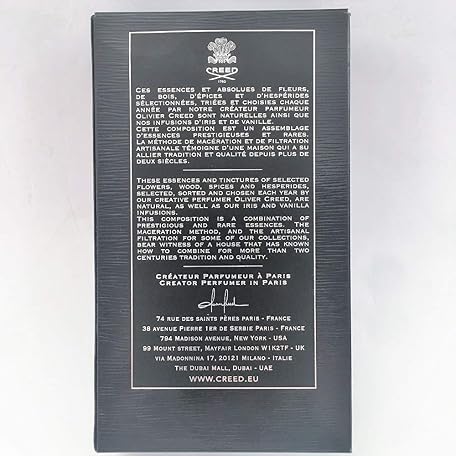 CREED
1760
Ces essences et absolues de fleurs,
de bois, d'épices et d'hespérides
sélectionnées, triées et choisies chaque
année par notre créateur parfumeur
Olivier Creed sont naturelles ainsi que
nos infusions d'iris et de vanille.
Cette composition est un assemblage
d'essences prestigieuses et rares.
La méthode de macération et de filtration
artisanale témoigne d'une maison qui a su
allier tradition et qualité depuis plus de
deux siècles.
These essences and tinctures of selected
flowers, wood, spices and hesperides,
selected, sorted and chosen each year by
our creative perfumer Oliver Creed, are
natural, as well as our iris and vanilla
infusions.
This composition is a combination of
prestigious and rare essences. The
maceration method, and the artisanal
filtration for some of our collections,
bear witness of a house that has known
how to combine for more than two
centuries tradition and quality.
Créateur Parfumeur à Paris
Creator Perfumer in Paris
74 rue des Saints Pères Paris - France
38 avenue Pierre 1er de Serbie Paris - France
794 Madison Avenue, New York - USA
99 Mount Street, Mayfair London W1K2TF - UK
via Madonnina 17, 20121 Milano - Italie
The Dubai Mall, Dubai - UAE
www.creed.eu